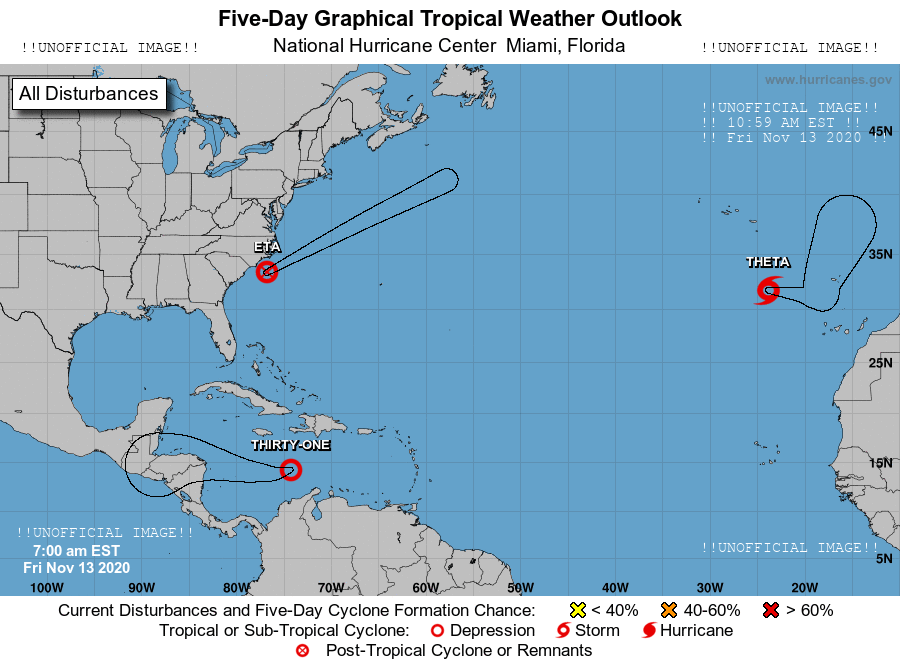 Five-Day Graphical Tropical Weather Outlook
!!UNOFFICIAL IMAGE!!
National Hurricane Center  Miami, Florida
!!UNOFFICIAL IMAGE!!
All Disturbances
www.hurricanes.gov
!!UNOFFICIAL IMAGE!!
!! 10:59 AM EST !!
!! Fri Nov 13 2020 !!
45N
ETA
35N
THETA
25N
THIRTY-ONE
15N
!!UNOFFICIAL IMAGE!!
7:00 am EST
Fri Nov 13 2020
!!UNOFFICIAL IMAGE!!
5N
100W 90W 80W 70W 60W 50W 40W 30W 20W
Current Disturbances and Five-Day Cyclone Formation Chance: < 40% 40-60% > 60%
Tropical or Sub-Tropical Cyclone: Depression Storm Hurricane
Post-Tropical Cyclone or Remnants